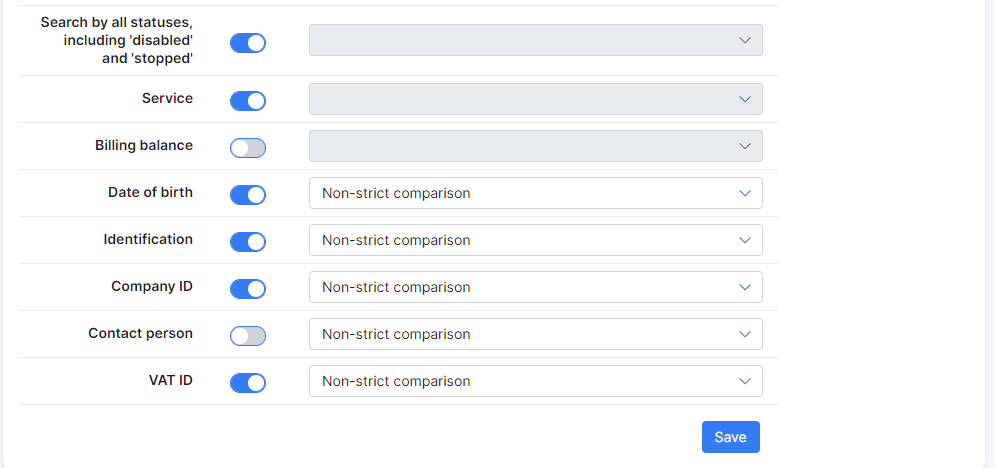 Search by all statuses,
including 'disabled'
and 'stopped'
Service
Billing balance
Date of birth Non-strict comparison
Identification Non-strict comparison
Company ID Non-strict comparison
Contact person Non-strict comparison
VAT ID Non-strict comparison
Save